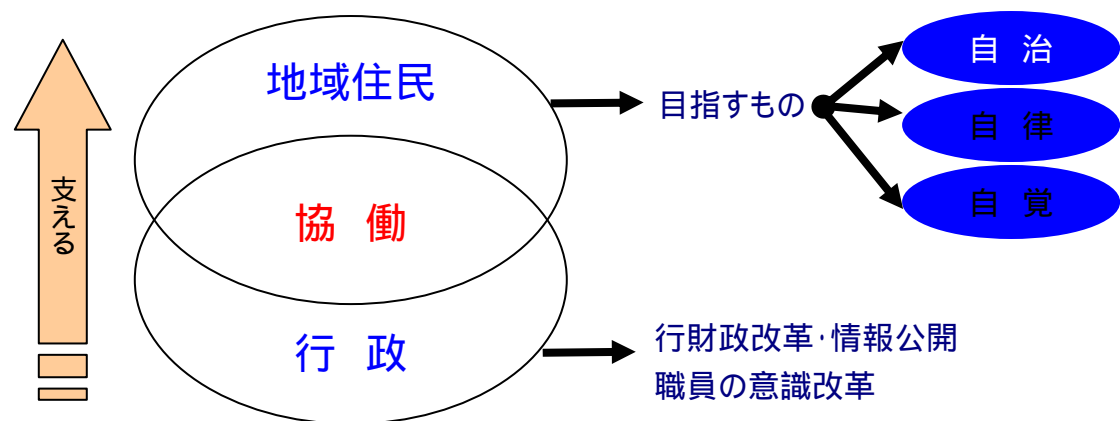 支える
地域住民
協 働
行 政
目指すもの
自 治
自 律
自 覚
行財政改革・情報公開
職員の意識改革